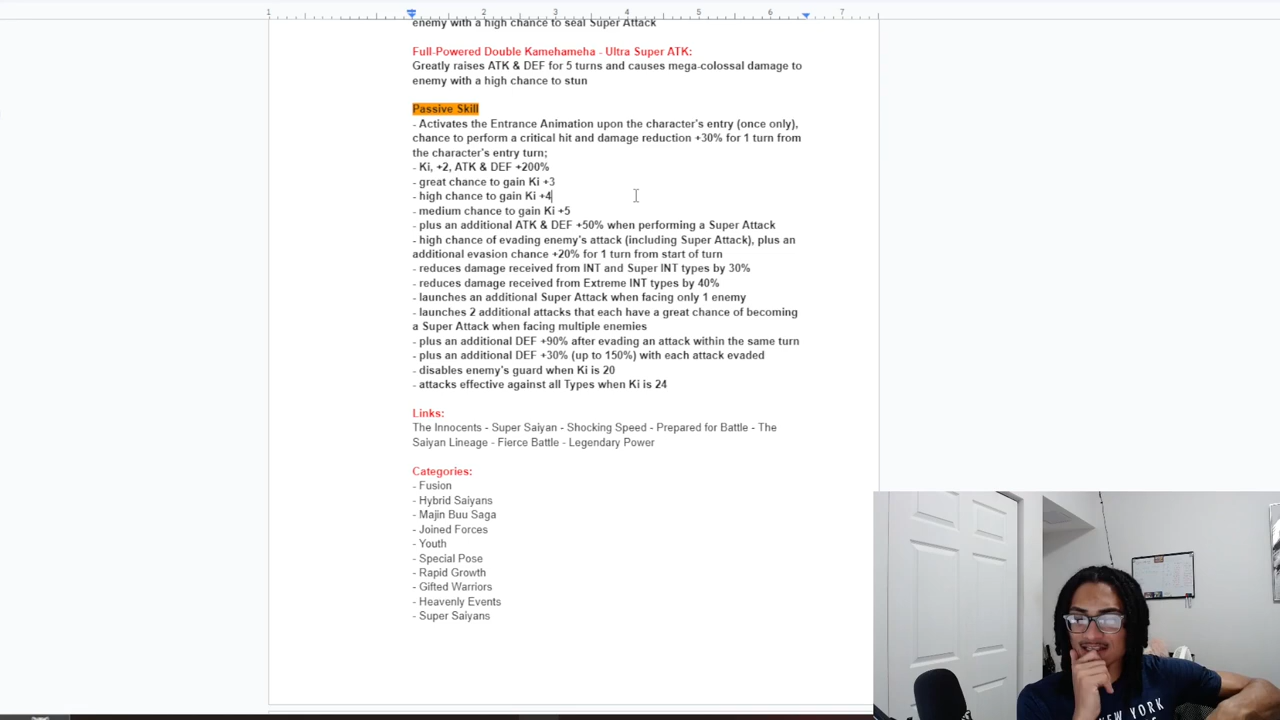 1 2 3 4 5 6 7
enemy with a high chance to seal Super Attack
Full-Powered Double Kamehameha - Ultra Super ATK:
Greatly raises ATK & DEF for 5 turns and causes mega-colossal damage to
enemy with a high chance to stun
Passive Skill
- Activates the Entrance Animation upon the character's entry (once only),
chance to perform a critical hit and damage reduction +30% for 1 turn from
the character's entry turn;
- Ki, +2, ATK & DEF +200%
- great chance to gain Ki +3
- high chance to gain Ki +4
- medium chance to gain Ki +5
- plus an additional ATK & DEF +50% when performing a Super Attack
- high chance of evading enemy's attack (including Super Attack), plus an
additional evasion chance +20% for 1 turn from start of turn
- reduces damage received from INT and Super INT types by 30%
- reduces damage received from Extreme INT types by 40%
- launches an additional Super Attack when facing only 1 enemy
- launches 2 additional attacks that each have a great chance of becoming
a Super Attack when facing multiple enemies
- plus an additional DEF +90% after evading an attack within the same turn
- plus an additional DEF +30% (up to 150%) with each attack evaded
- disables enemy's guard when Ki is 20
- attacks effective against all Types when Ki is 24
Links:
The Innocents - Super Saiyan - Shocking Speed - Prepared for Battle - The
Saiyan Lineage - Fierce Battle - Legendary Power
Categories:
- Fusion
- Hybrid Saiyans
- Majin Buu Saga
- Joined Forces
- Youth
- Special Pose
- Rapid Growth
- Gifted Warriors
- Heavenly Events
- Super Saiyans
NEW YORK